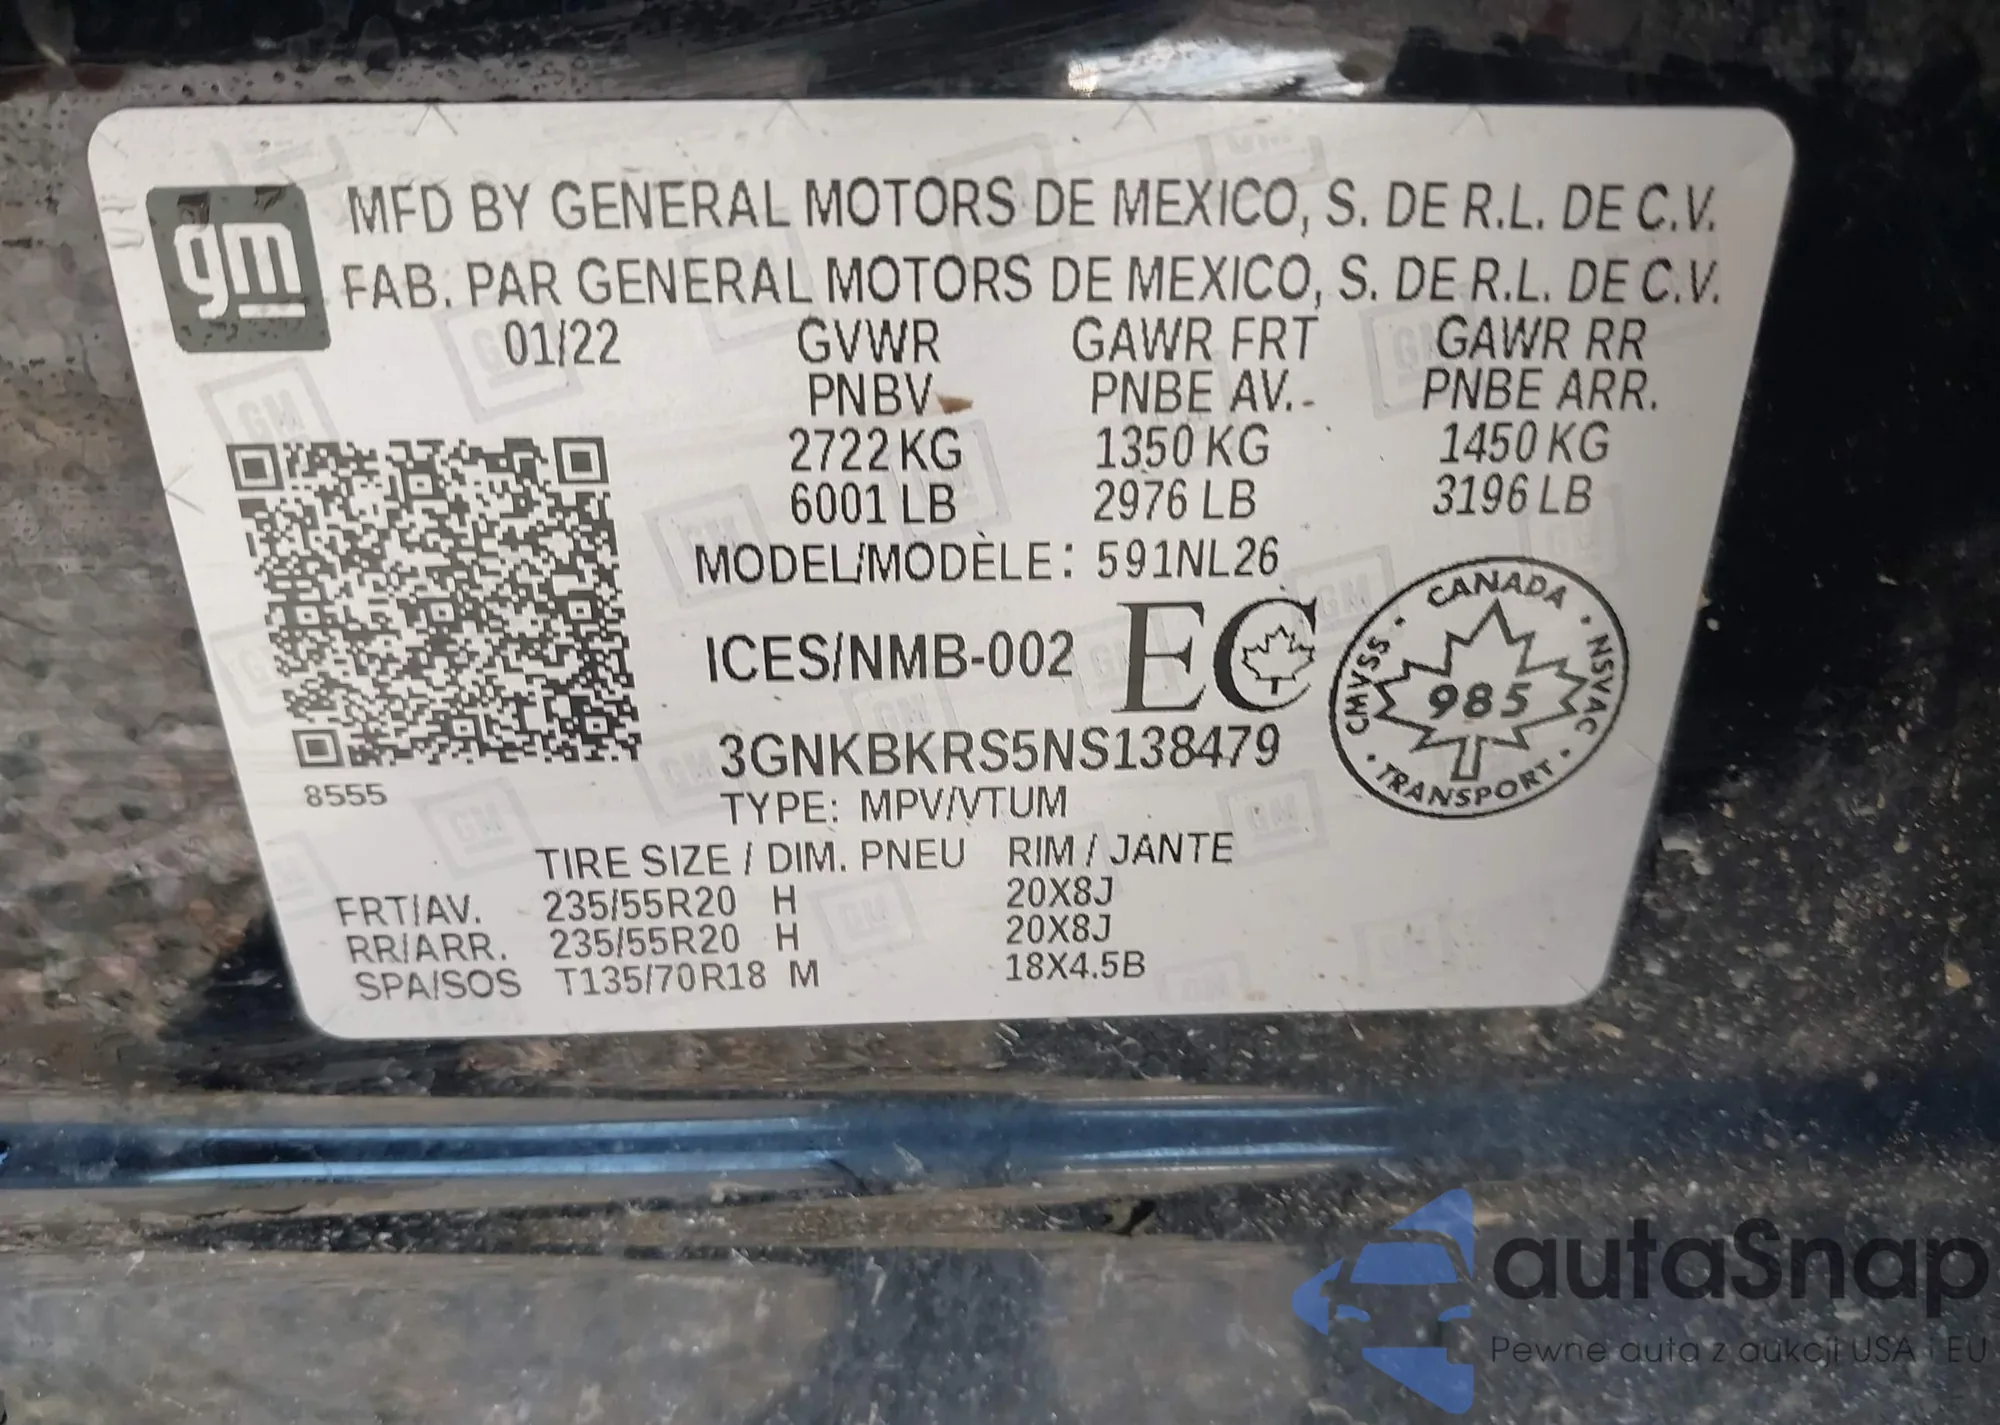 gm
MFD BY GENERAL MOTORS DE MEXICO, S. DE R.L. DE C.V.
FAB. PAR GENERAL MOTORS DE MEXICO, S. DE R.L. DE C.V.
01/22 GVWR GAWR FRT GAWR RR
PNBV PNBE AV. PNBE ARR.
2722 KG 1350 KG 1450 KG
6001 LB 2976 LB 3196 LB
MODEL/MODÈLE: 591NL26
ICES/NMB-002 EC
CANADA · NSVAC · TRANSPORT · CMVSS ·
985
3GNKBKRS5NS138479
8555
TYPE: MPV/VTUM
TIRE SIZE / DIM. PNEU RIM / JANTE
FRT/AV. 235/55R20 H 20X8J
RR/ARR. 235/55R20 H 20X8J
SPA/SOS T135/70R18 M 18X4.5B
autaSnap
Pewne auta z aukcji USA i EU